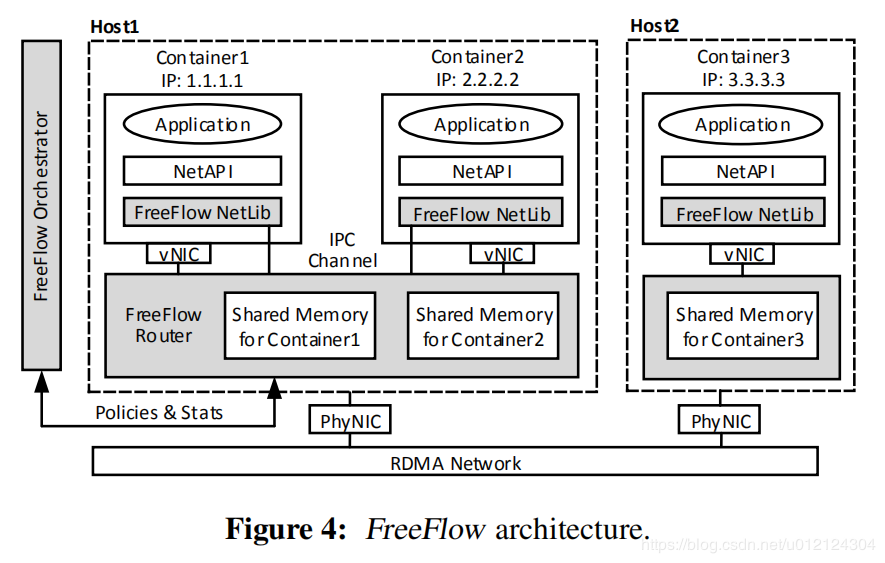 Host1
Host2
FreeFlow Orchestrator
Container1
IP: 1.1.1.1
Application
NetAPI
FreeFlow NetLib
vNIC
Container2
IP: 2.2.2.2
Application
NetAPI
FreeFlow NetLib
vNIC
IPC
Channel
Container3
IP: 3.3.3.3
Application
NetAPI
FreeFlow NetLib
vNIC
FreeFlow
Router
Shared Memory
for Container1
Shared Memory
for Container2
Shared Memory
for Container3
Policies & Stats
PhyNIC
PhyNIC
RDMA Network
Figure 4: FreeFlow architecture.
https://blog.csdn.net/u012124304